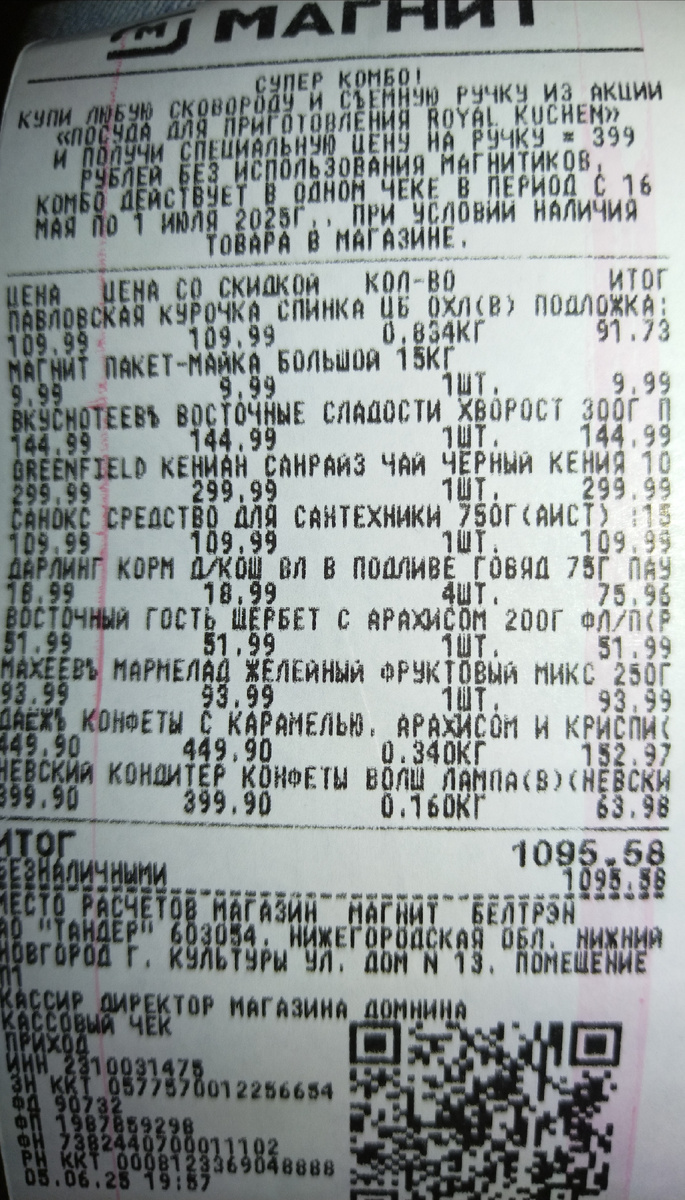 МАГНИТ
СУПЕР КОМБО!
КУПИ ЛЮБУЮ СКОВОРОДУ И СЪЕМНУЮ РУЧКУ ИЗ АКЦИИ
«ПОСУДА ДЛЯ ПРИГОТОВЛЕНИЯ ROYAL KUCHEN»
И ПОЛУЧИ СПЕЦИАЛЬНУЮ ЦЕНУ НА РУЧКУ = 399
РУБЛЕЙ БЕЗ ИСПОЛЬЗОВАНИЯ МАГНИТИКОВ.
КОМБО ДЕЙСТВУЕТ В ОДНОМ ЧЕКЕ В ПЕРИОД С 16
МАЯ ПО 1 ИЮЛЯ 2025Г., ПРИ УСЛОВИИ НАЛИЧИЯ
ТОВАРА В МАГАЗИНЕ.
ЦЕНА ЦЕНА СО СКИДКОЙ КОЛ-ВО ИТОГ
ПАВЛОВСКАЯ КУРОЧКА СПИНКА ЦБ ОХЛ(В) ПОДЛОЖКА:
109.99 109.99 0.834КГ 91.73
МАГНИТ ПАКЕТ-МАЙКА БОЛЬШОЙ 15КГ
9.99 9.99 1ШТ. 9.99
ВКУСНОТЕЕВЪ ВОСТОЧНЫЕ СЛАДОСТИ ХВОРОСТ 300Г П
144.99 144.99 1ШТ. 144.99
GREENFIELD КЕНИАН САНРАЙЗ ЧАЙ ЧЕРНЫЙ КЕНИЯ 10
299.99 299.99 1ШТ. 299.99
САНОКС СРЕДСТВО ДЛЯ САНТЕХНИКИ 750Г(АИСТ) :15
109.99 109.99 1ШТ. 109.99
ДАРЛИНГ КОРМ Д/КОШ ВЛ В ПОДЛИВЕ ГОВЯД 75Г ПАУ
18.99 18.99 4ШТ. 75.96
ВОСТОЧНЫЙ ГОСТЬ ЩЕРБЕТ С АРАХИСОМ 200Г ФЛ/П(Р
51.99 51.99 1ШТ. 51.99
МАХЕЕВЪ МАРМЕЛАД ЖЕЛЕЙНЫЙ ФРУКТОВЫЙ МИКС 250Г
93.99 93.99 1ШТ. 93.99
ДАЕЖЪ КОНФЕТЫ С КАРАМЕЛЬЮ, АРАХИСОМ И КРИСПИ(
449.90 449.90 0.340КГ 152.97
НЕВСКИЙ КОНДИТЕР КОНФЕТЫ ВОЛШ ЛАМПА(В)(НЕВСКИ
399.90 399.90 0.160КГ 63.98
ИТОГ 1095.58
БЕЗНАЛИЧНЫМИ 1095.58
МЕСТО РАСЧЕТОВ МАГАЗИН МАГНИТ БЕЛТРЭН
АО "ТАНДЕР" 603054, НИЖЕГОРОДСКАЯ ОБЛ, НИЖНИЙ
НОВГОРОД Г, КУЛЬТУРЫ УЛ, ДОМ N 13, ПОМЕЩЕНИЕ
П1
КАССИР ДИРЕКТОР МАГАЗИНА ДОМНИНА
КАССОВЫЙ ЧЕК
ПРИХОД
ИНН 2310031475
ЗН ККТ 0577570012256654
ФД 90732
ФП 1987859298
ФН 7382440700011102
РН ККТ 0008123369048888
05.06.25 19:57